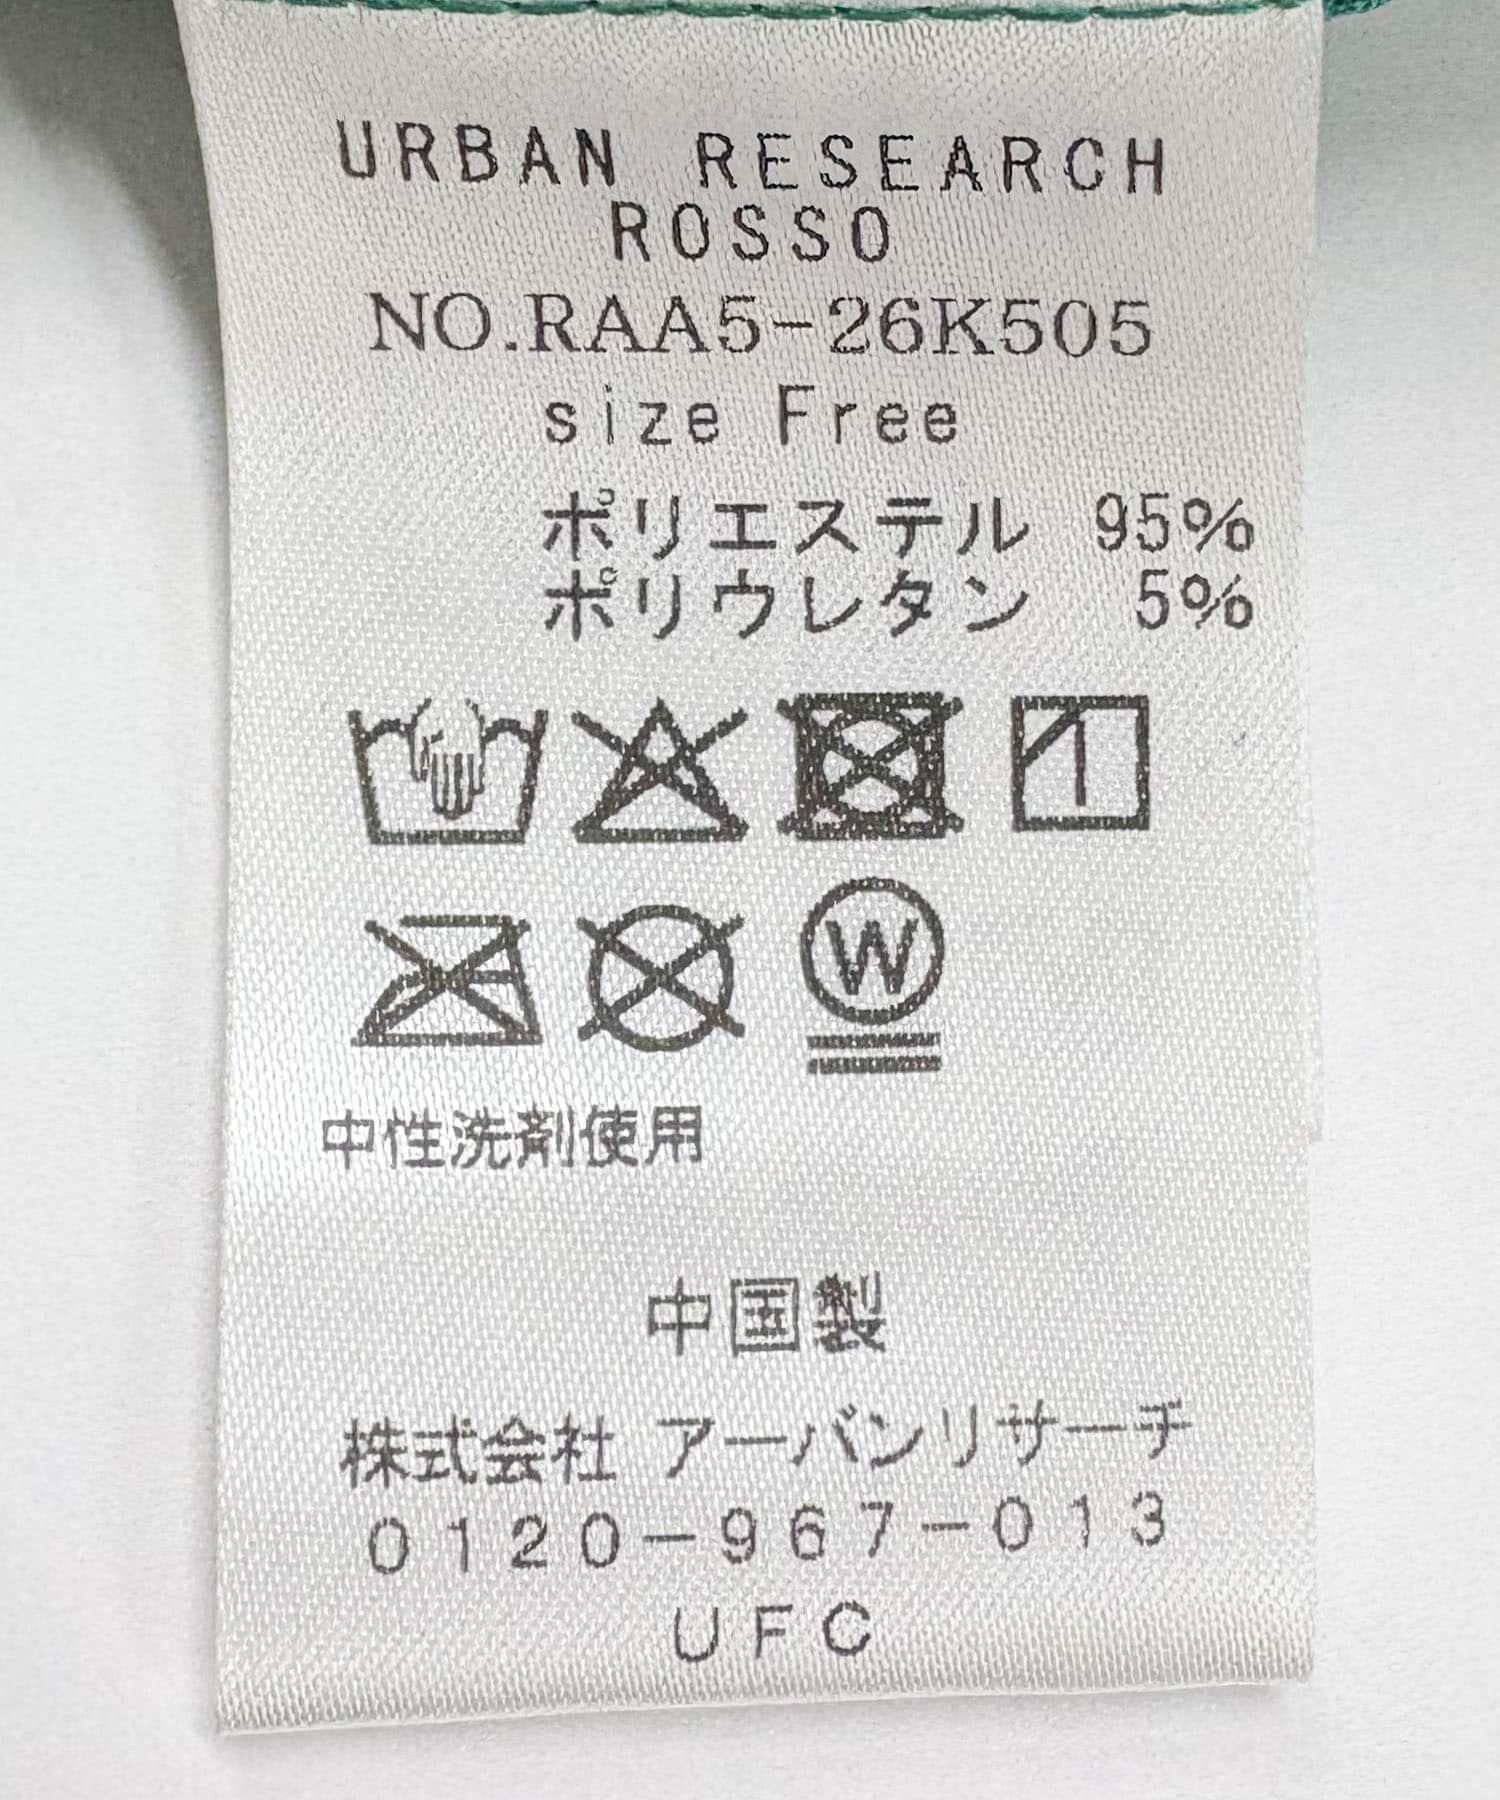 URBAN RESEARCH
ROSSO
NO.RAA5-26K505
size Free
ポリエステル 95%
ポリウレタン 5%
W
中性洗剤使用
中国製
株式会社 アーバンリサーチ
0120-967-013
UFC